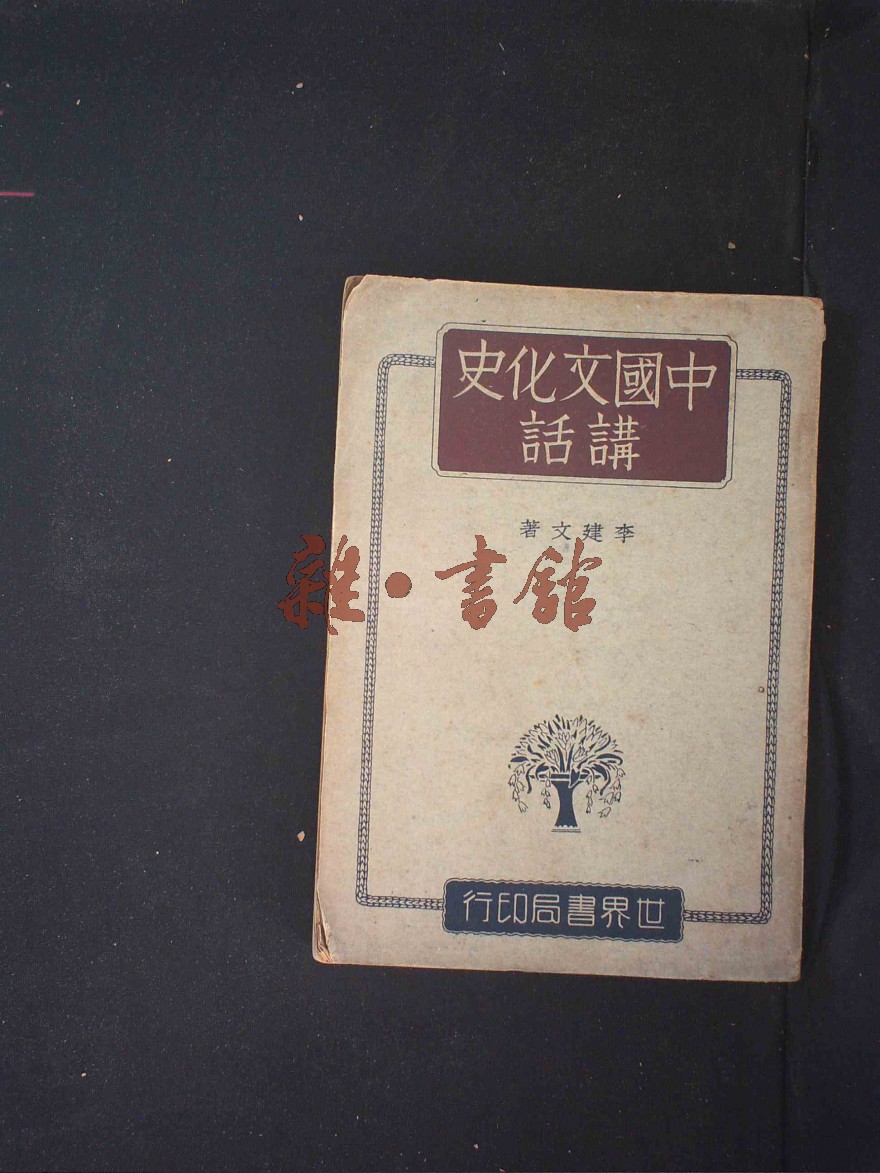 中國文化史
講話
李建文著
雜·書館
世界書局印行